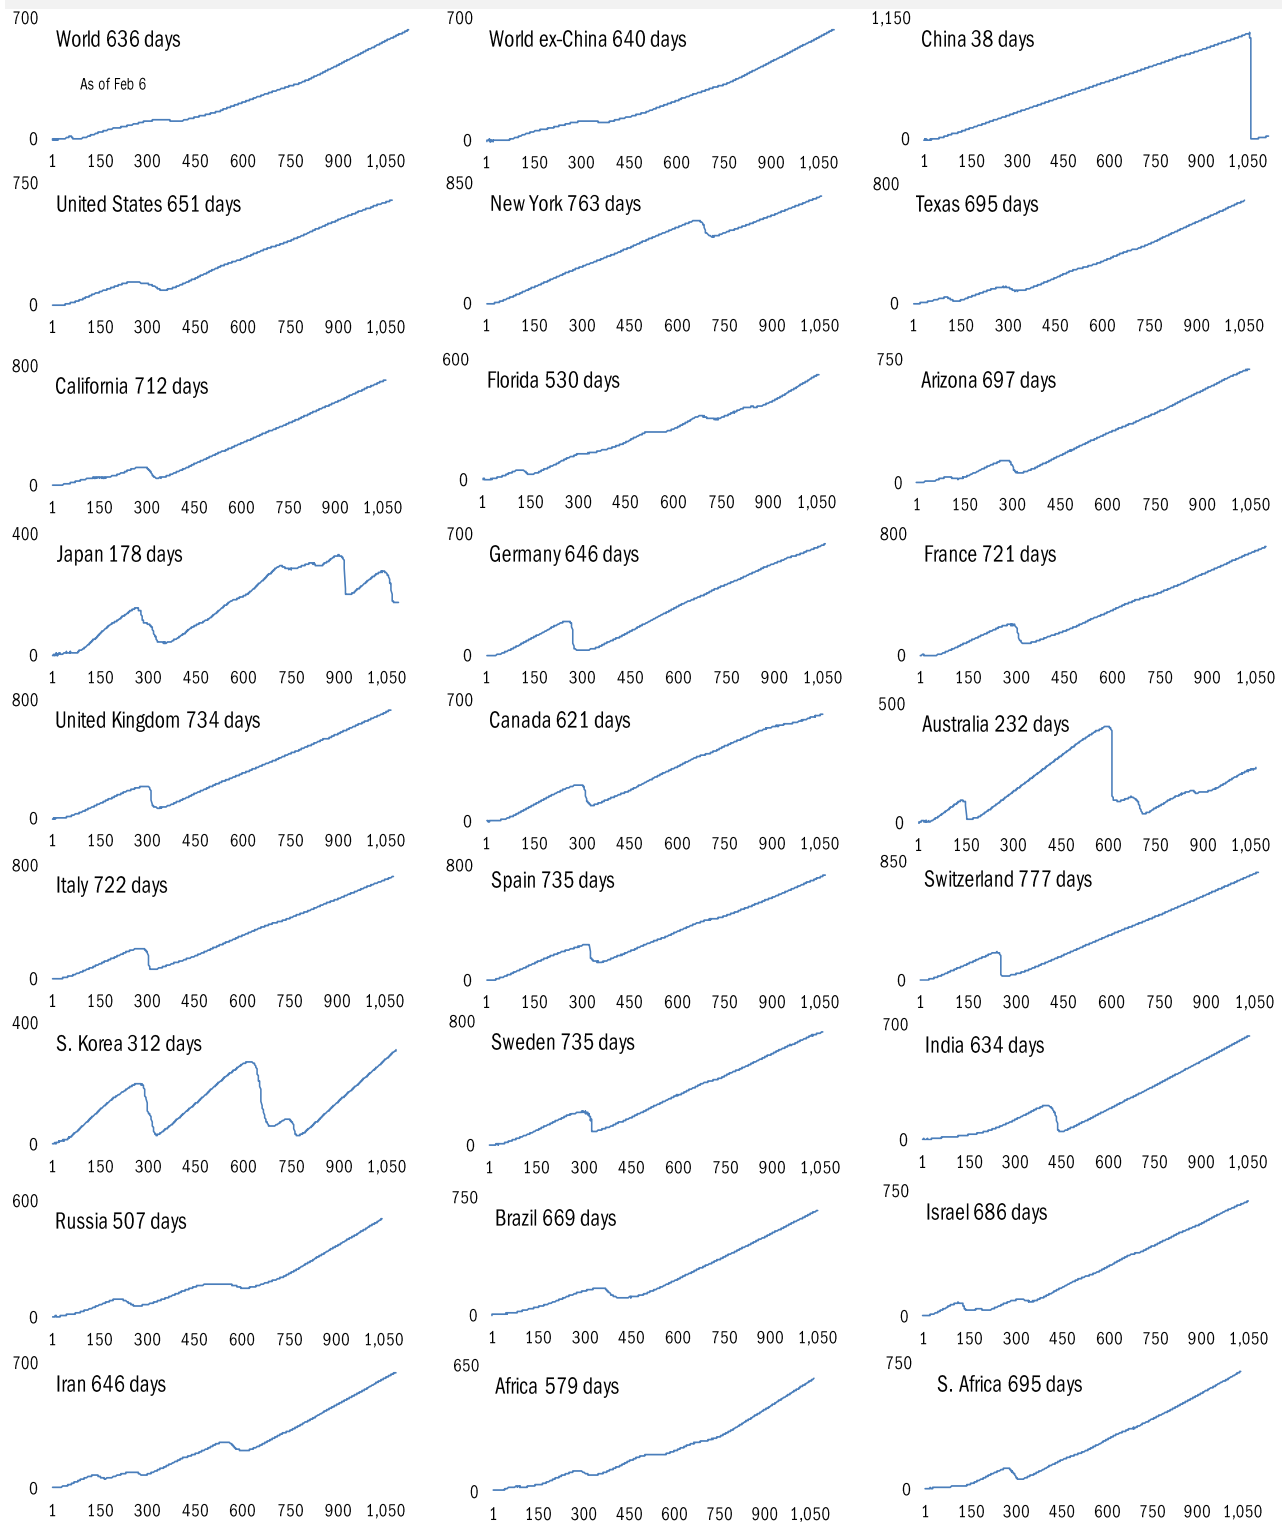 700
World 636 days
As of Feb 6
0
1 150 300 450 600 750 900 1,050
700
World ex-China 640 days
0
1 150 300 450 600 750 900 1,050
1,150
China 38 days
0
1 150 300 450 600 750 900 1,050
750
United States 651 days
0
1 150 300 450 600 750 900 1,050
850
New York 763 days
0
1 150 300 450 600 750 900 1,050
800
Texas 695 days
0
1 150 300 450 600 750 900 1,050
800
California 712 days
0
1 150 300 450 600 750 900 1,050
600
Florida 530 days
0
1 150 300 450 600 750 900 1,050
750
Arizona 697 days
0
1 150 300 450 600 750 900 1,050
400
Japan 178 days
0
1 150 300 450 600 750 900 1,050
700
Germany 646 days
0
1 150 300 450 600 750 900 1,050
800
France 721 days
0
1 150 300 450 600 750 900 1,050
800
United Kingdom 734 days
0
1 150 300 450 600 750 900 1,050
700
Canada 621 days
0
1 150 300 450 600 750 900 1,050
500
Australia 232 days
0
1 150 300 450 600 750 900 1,050
800
Italy 722 days
0
1 150 300 450 600 750 900 1,050
800
Spain 735 days
0
1 150 300 450 600 750 900 1,050
850
Switzerland 777 days
0
1 150 300 450 600 750 900 1,050
400
S. Korea 312 days
0
1 150 300 450 600 750 900 1,050
800
Sweden 735 days
0
1 150 300 450 600 750 900 1,050
700
India 634 days
0
1 150 300 450 600 750 900 1,050
600
Russia 507 days
0
1 150 300 450 600 750 900 1,050
750
Brazil 669 days
0
1 150 300 450 600 750 900 1,050
750
Israel 686 days
0
1 150 300 450 600 750 900 1,050
700
Iran 646 days
0
1 150 300 450 600 750 900 1,050
650
Africa 579 days
0
1 150 300 450 600 750 900 1,050
750
S. Africa 695 days
0
1 150 300 450 600 750 900 1,050